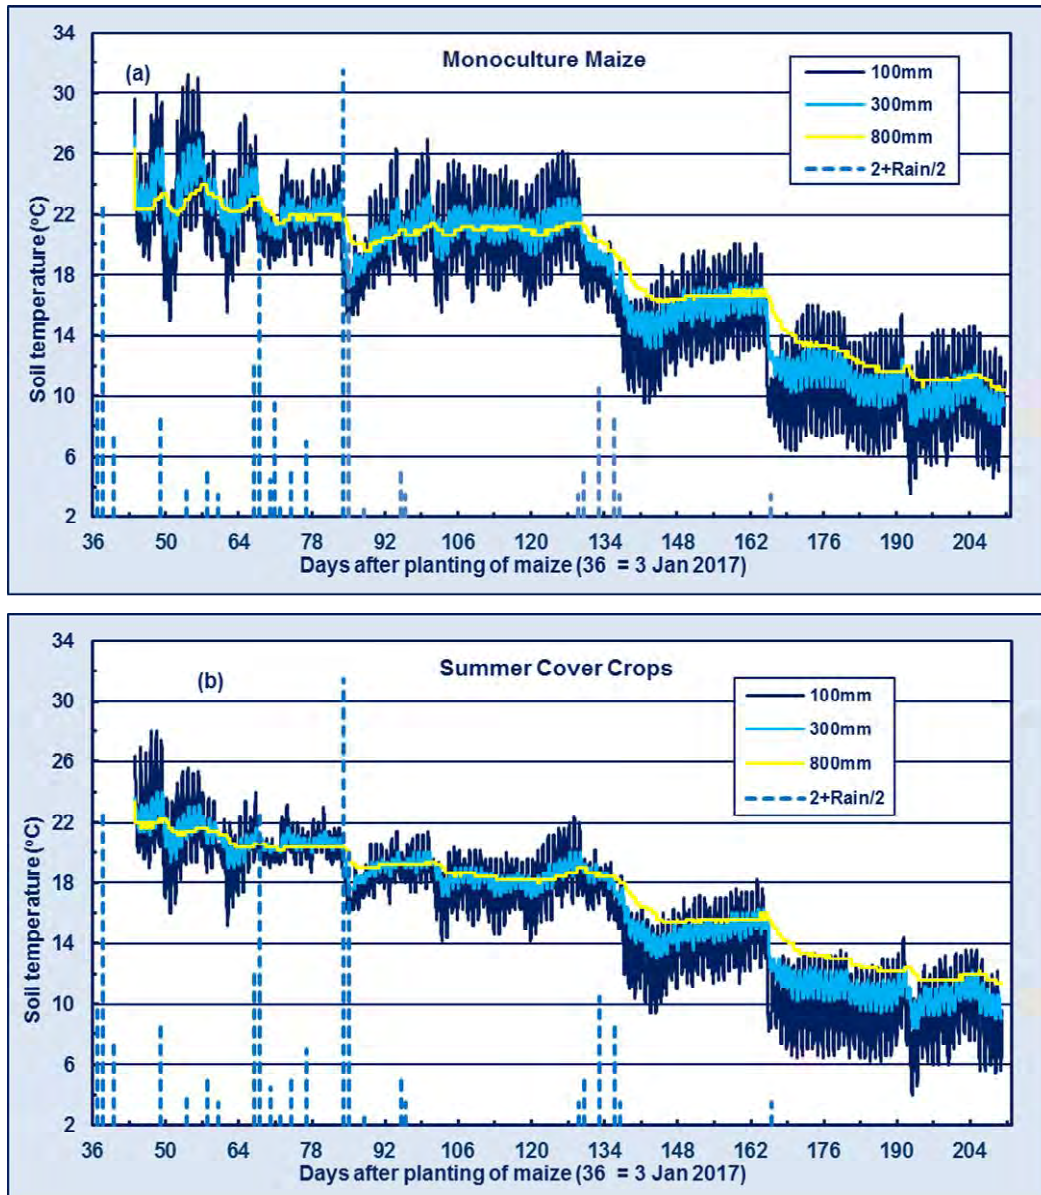 34
30
26
22
18
14
10
6
2
Soil temperature (ºC)
(a)
Monoculture Maize
100mm
300mm
800mm
2+Rain/2
36 50 64 78 92 106 120 134 148 162 176 190 204
Days after planting of maize (36 = 3 Jan 2017)
34
30
26
22
18
14
10
6
2
Soil temperature (ºC)
(b)
Summer Cover Crops
100mm
300mm
800mm
2+Rain/2
36 50 64 78 92 106 120 134 148 162 176 190 204
Days after planting of maize (36 = 3 Jan 2017)